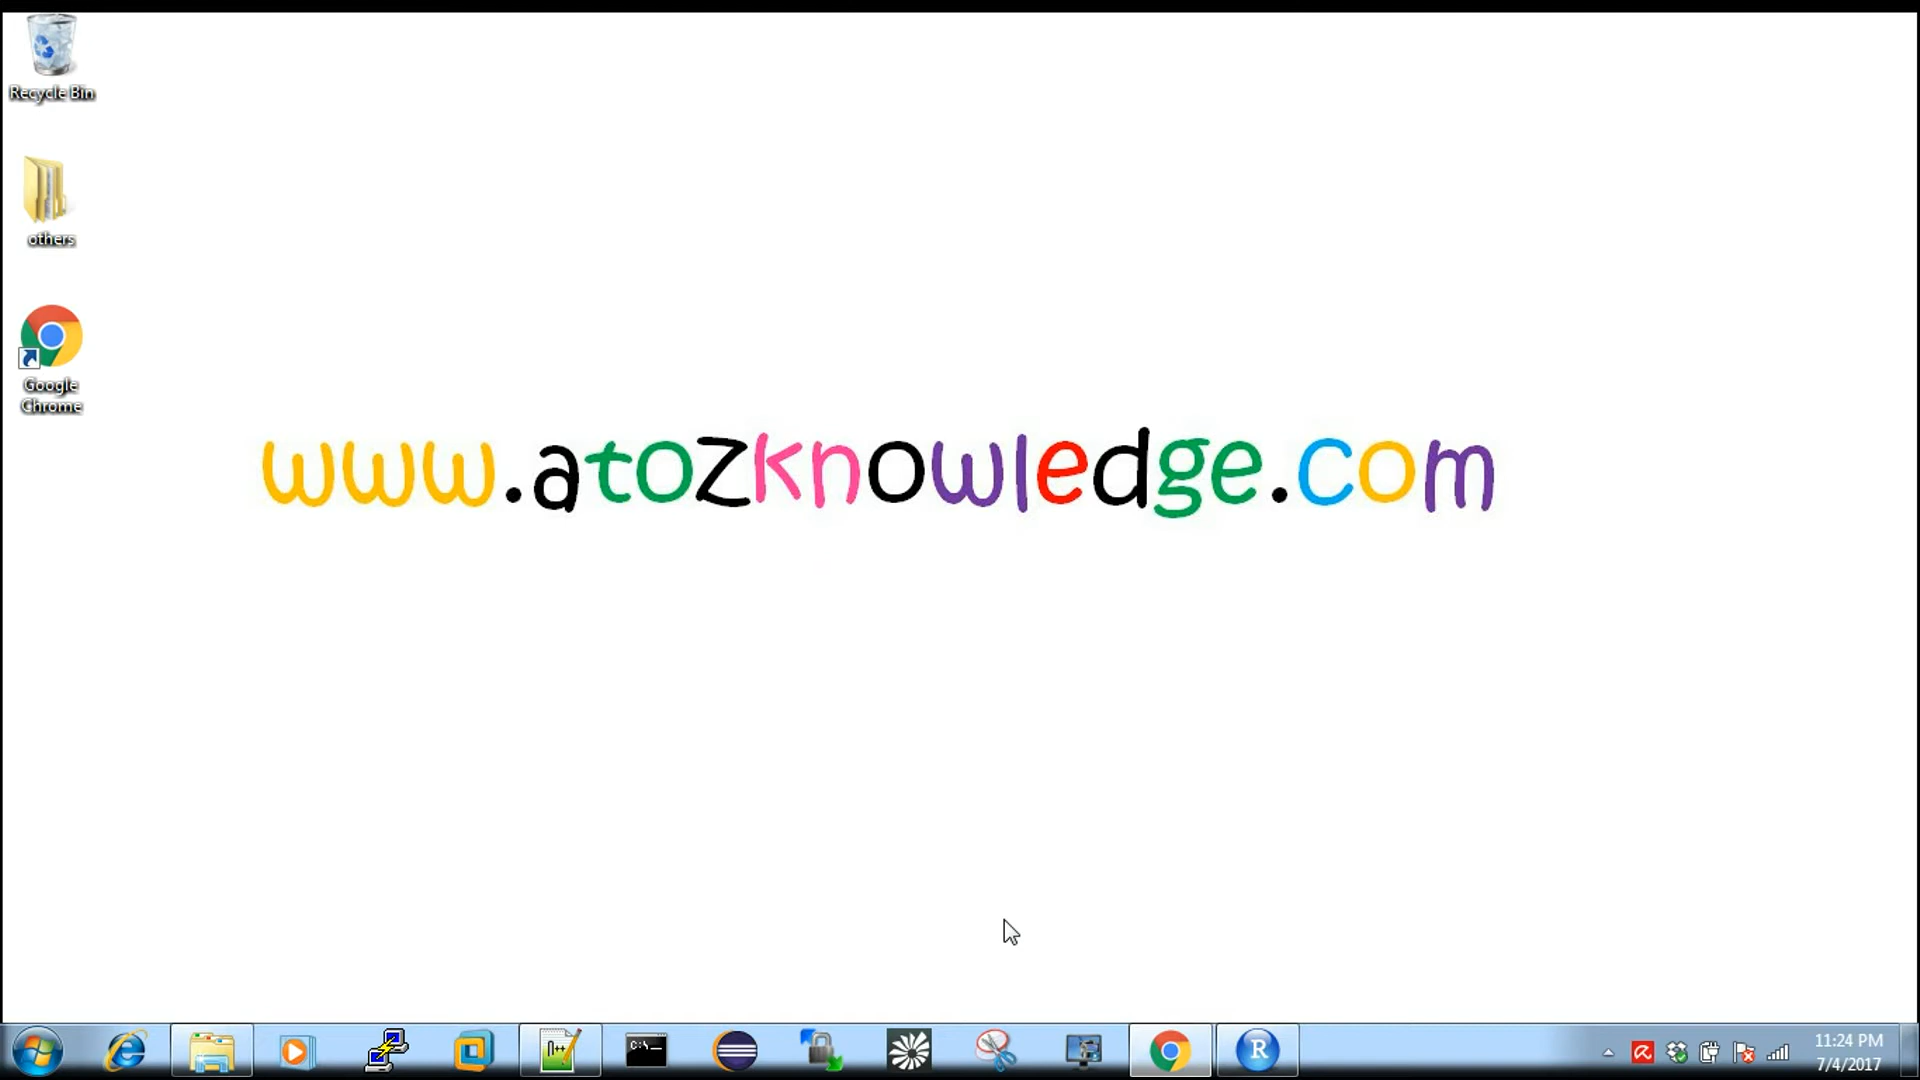 Recycle Bin
others
Google
Chrome
www.atozknowledge.com
N++
C:\_
R
11:24 PM
7/4/2017